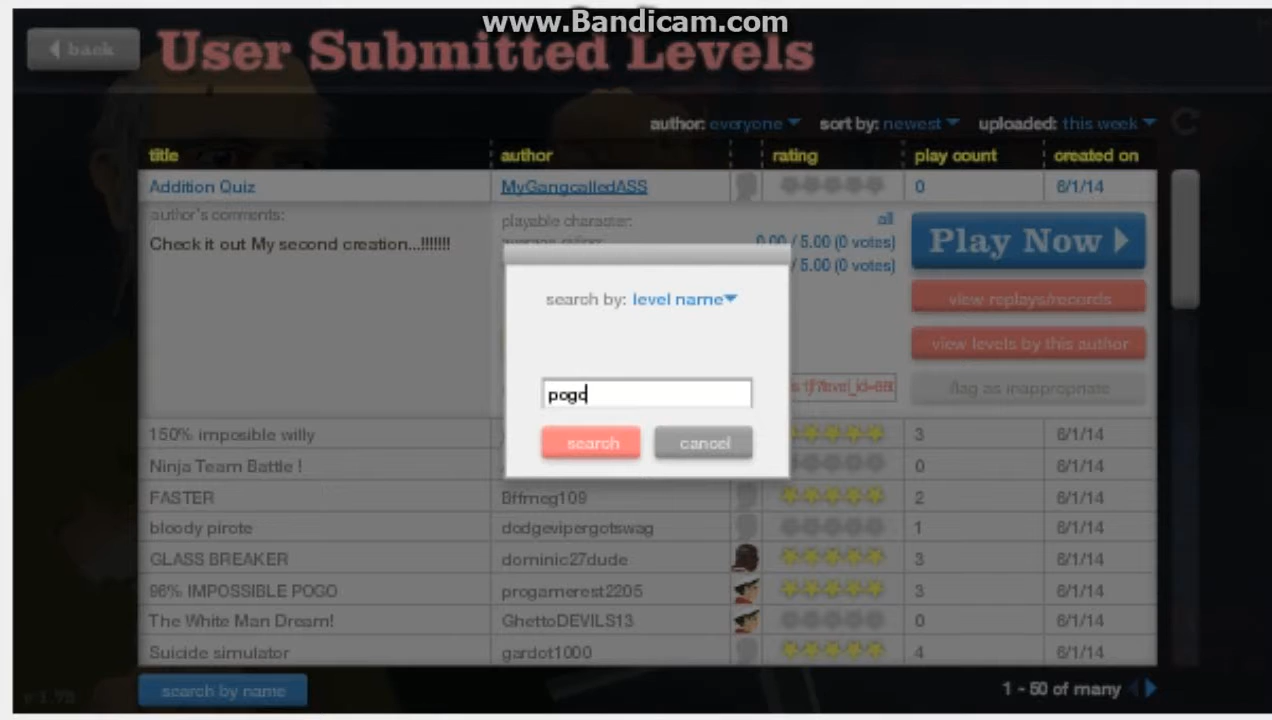 www.Bandicam.com
back
User Submitted Levels
author: everyone sort by: newest uploaded: this week
title author rating play count created on
Addition Quiz MyGangcalledASS 0 6/1/14
author's comments: playable character: all
Check it out My second creation...!!!!!!! 0.00 / 5.00 (0 votes)
/ 5.00 (0 votes)
Play Now
view replays/records
view levels by this author
flag as inappropriate
search by: level name
pogo
search cancel
150% imposible willy 3 6/1/14
Ninja Team Battle ! 0 6/1/14
FASTER Bffmeg109 2 6/1/14
bloody pirote dodgevipergotswag 1 6/1/14
GLASS BREAKER dominic27dude 3 6/1/14
96% IMPOSSIBLE POGO progamerest2205 3 6/1/14
The White Man Dream! GhettoDEVILS13 0 6/1/14
Suicide simulator gardot1000 4 6/1/14
search by name 1 - 50 of many